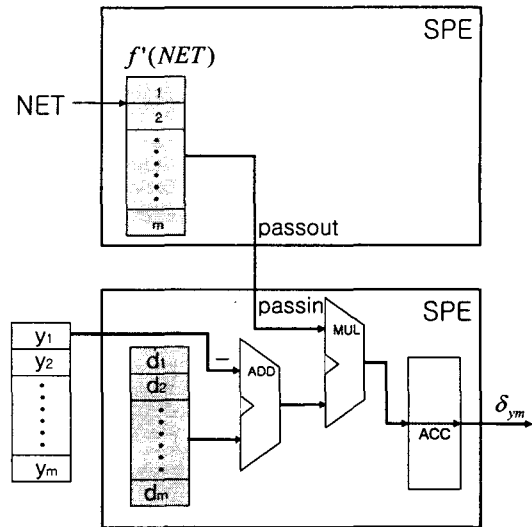 SPE
f'(NET)
NET
1
2
m
passout
passin
SPE
MUL
y1
y2
ym
−
ADD
d1
d2
dm
ACC
δym